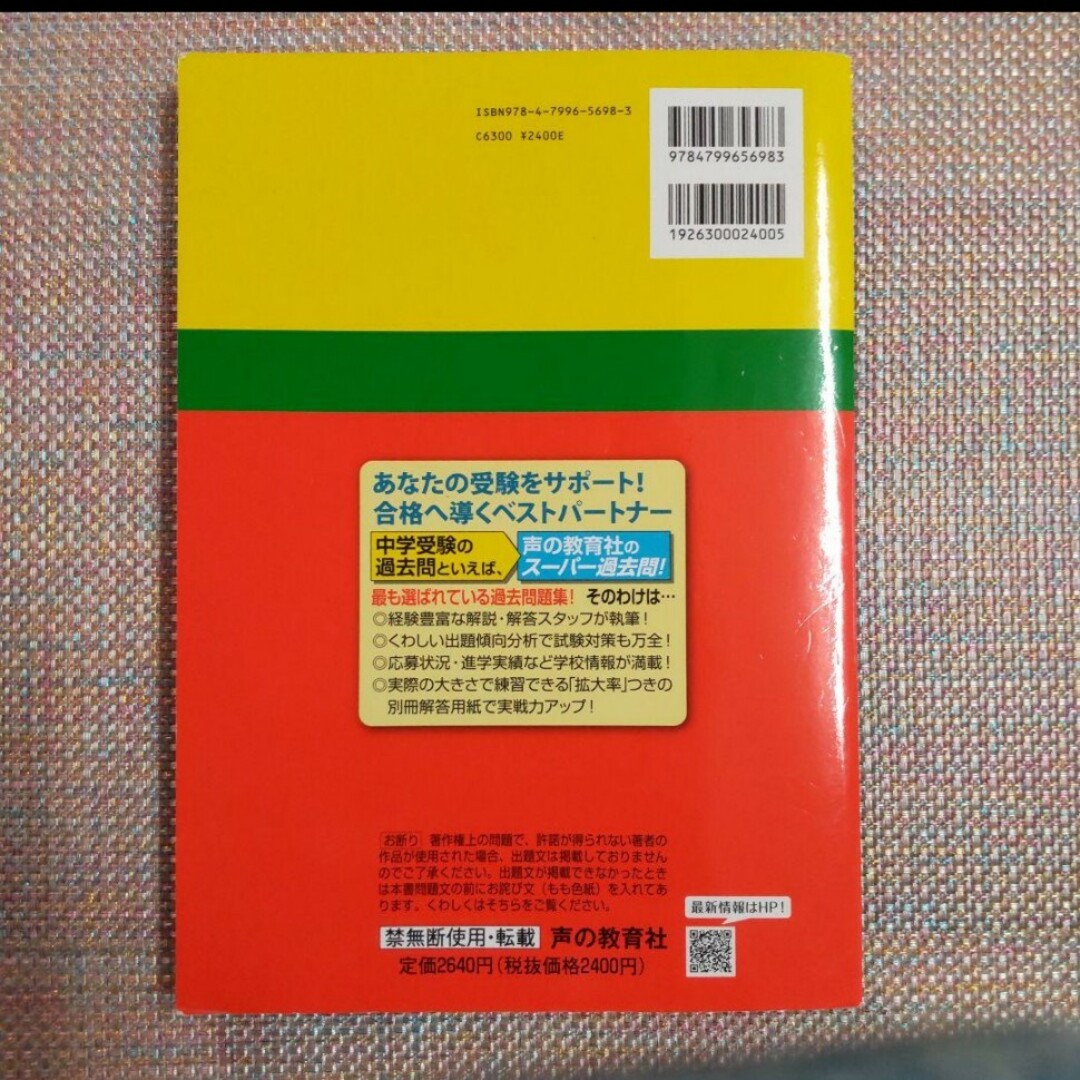 ISBN978-4-7996-5698-3
C6300 ¥2400E
9784799656983
1926300024005
あなたの受験をサポート!
合格へ導くベストパートナー
中学受験の
過去問といえば、
声の教育社の
スーパー過去問!
最も選ばれている過去問題集! そのわけは…
◎経験豊富な解説・解答スタッフが執筆!
◎くわしい出題傾向分析で試験対策も万全!
◎応募状況・進学実績など学校情報が満載!
◎実際の大きさで練習できる「拡大率」つきの
別冊解答用紙で実戦力アップ!
お断り 著作権上の問題で、許諾が得られない著者の
作品が使用された場合、出題文は掲載しておりません
のでご了承ください。出題文が掲載できなかったとき
は本書問題文の前にお詫び文(もも色紙)を入れてあ
ります。くわしくはそちらをご覧ください。
最新情報はHP!
禁無断使用・転載 声の教育社
定価2640円(税抜価格2400円)